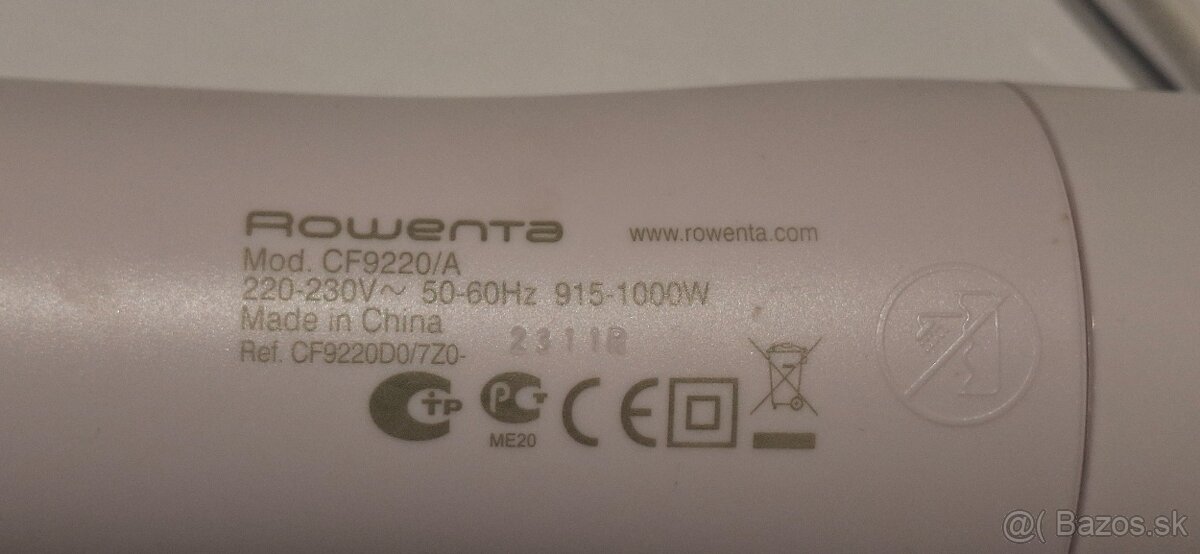 Rowenta www.rowenta.com
Mod. CF9220/A
220-230V~ 50-60Hz 915-1000W
Made in China
2311R
Ref. CF9220D0/7Z0-
ME20
@( Bazos.sk